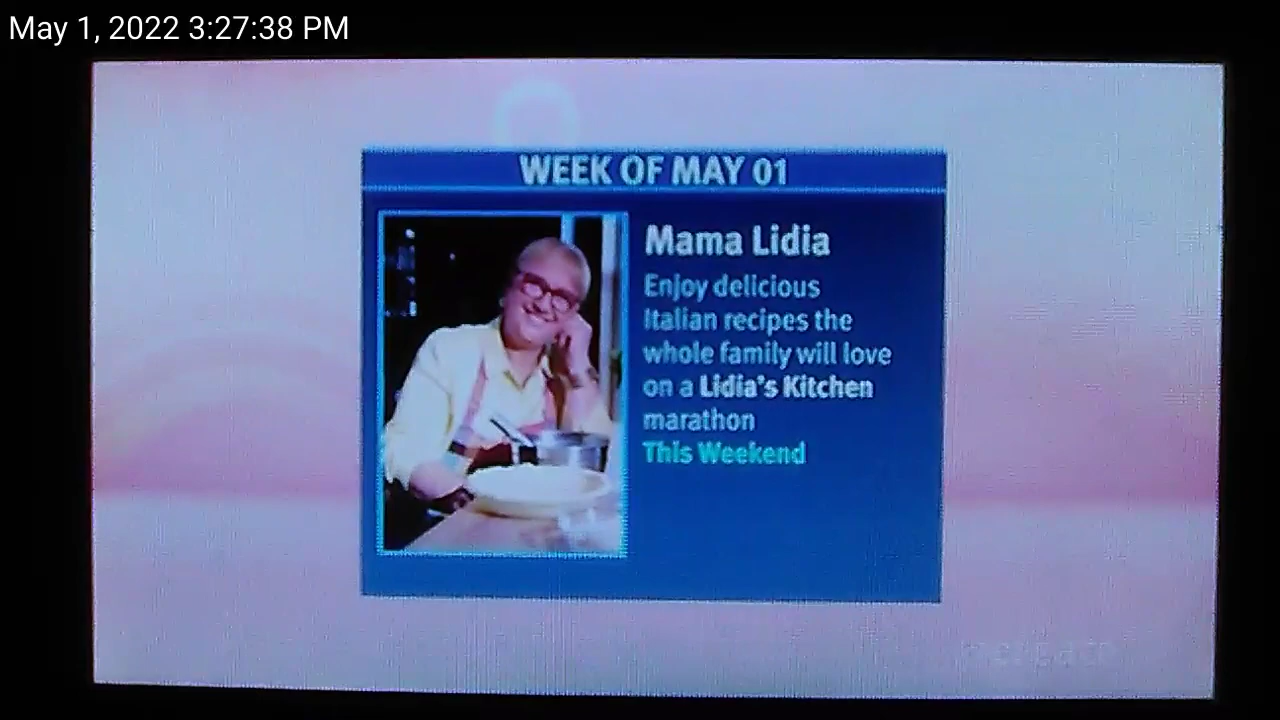 May 1, 2022 3:27:38 PM
WEEK OF MAY 01
Mama Lidia
Enjoy delicious
Italian recipes the
whole family will love
on a Lidia's Kitchen
marathon
This Weekend